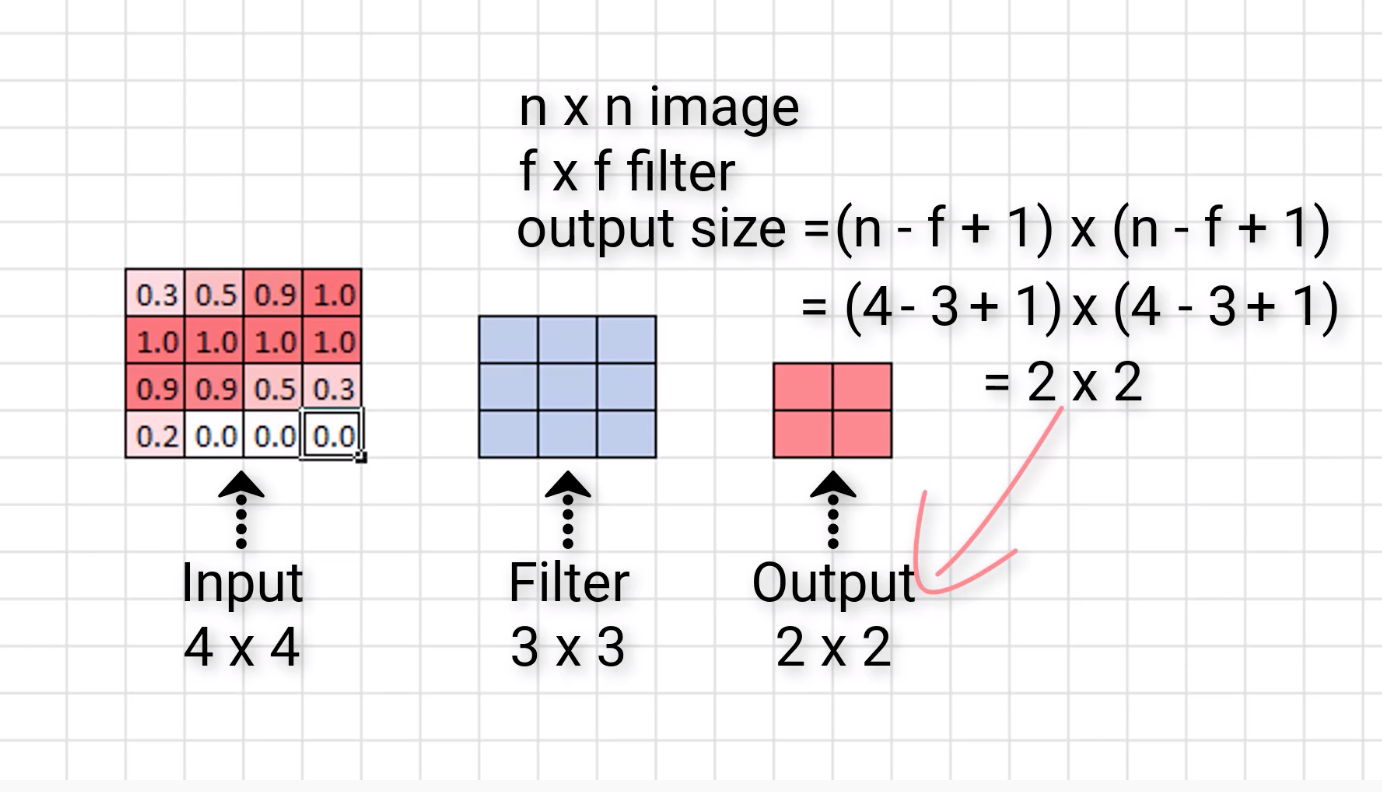 n x n image
f x f filter
output size =(n - f + 1) x (n - f + 1)
= (4 - 3 + 1) x (4 - 3 + 1)
= 2 x 2
0.3 0.5 0.9 1.0
1.0 1.0 1.0 1.0
0.9 0.9 0.5 0.3
0.2 0.0 0.0 0.0
Input
4 x 4
Filter
3 x 3
Output
2 x 2